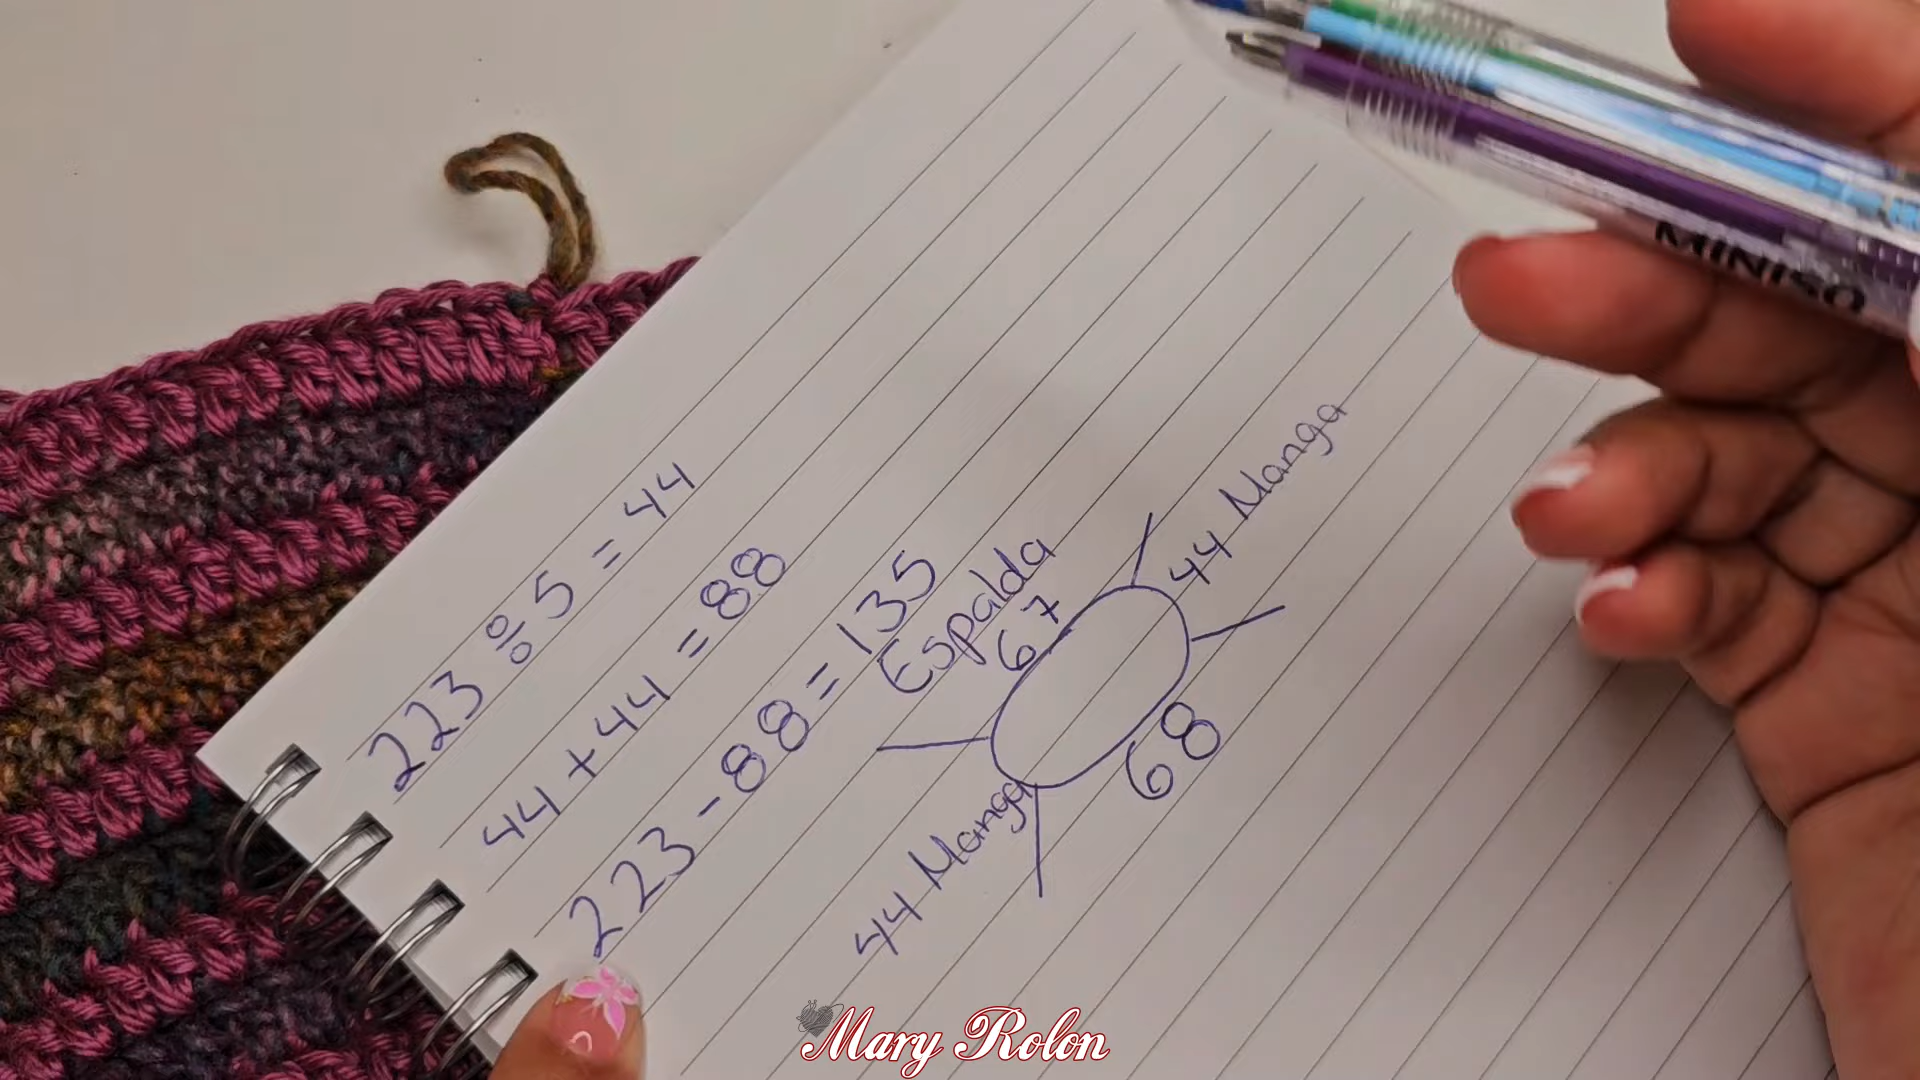 223 ÷ 5 = 44
44 + 44 = 88
223 - 88 = 135
Espalda
67
44 Manga
68
44 Manga
MINISO
Mary Rolon